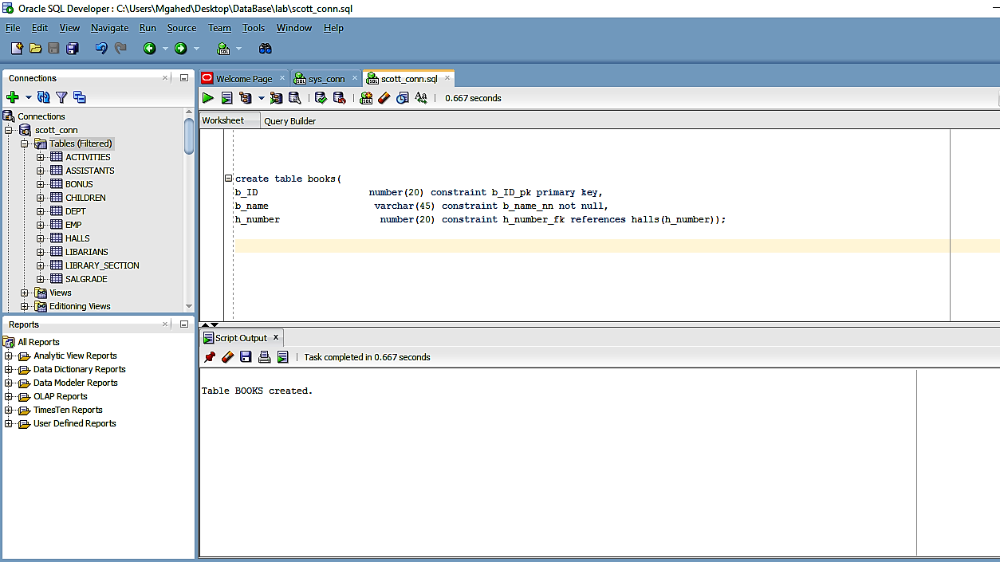 Oracle SQL Developer : C:\Users\Mgahed\Desktop\DataBase\lab\scott_conn.sql
File Edit View Navigate Run Source Team Tools Window Help
Connections
Connections
scott_conn
Tables (Filtered)
ACTIVITIES
ASSISTANTS
BONUS
CHILDREN
DEPT
EMP
HALLS
LIBARIANS
LIBRARY_SECTION
SALGRADE
Views
Editioning Views
Reports
All Reports
Analytic View Reports
Data Dictionary Reports
Data Modeler Reports
OLAP Reports
TimesTen Reports
User Defined Reports
Welcome Page sys_conn scott_conn.sql
0.667 seconds
Worksheet Query Builder
create table books(
b_ID number(20) constraint b_ID_pk primary key,
b_name varchar(45) constraint b_name_nn not null,
h_number number(20) constraint h_number_fk references halls(h_number));
Script Output x
Task completed in 0.667 seconds
Table BOOKS created.